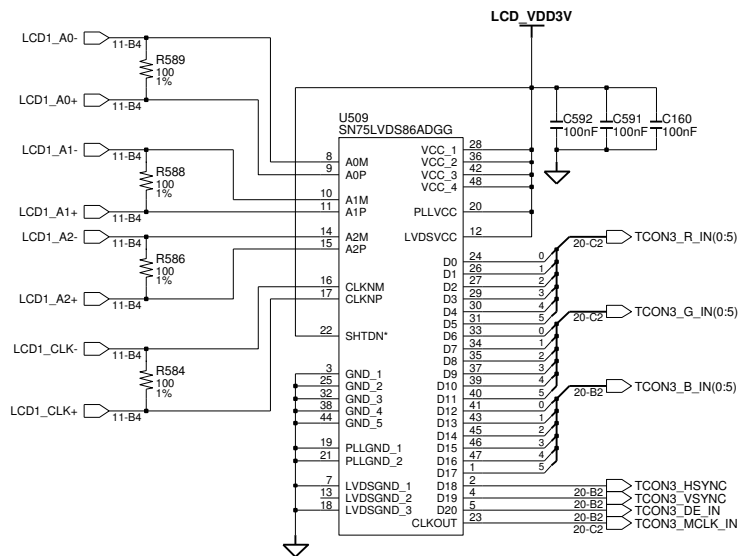 LCD_VDD3V
LCD1_A0-
11-B4
R589
100
1%
LCD1_A0+
11-B4
LCD1_A1-
11-B4
R588
100
1%
LCD1_A1+
11-B4
LCD1_A2-
11-B4
R586
100
1%
LCD1_A2+
11-B4
LCD1_CLK-
11-B4
R584
100
1%
LCD1_CLK+
11-B4
U509
SN75LVDS86ADGG
8 A0M
9 A0P
10 A1M
11 A1P
14 A2M
15 A2P
16 CLKNM
17 CLKNP
22 SHTDN*
3 GND_1
25 GND_2
32 GND_3
38 GND_4
44 GND_5
19 PLLGND_1
21 PLLGND_2
7 LVDSGND_1
13 LVDSGND_2
18 LVDSGND_3
VCC_1 28
VCC_2 36
VCC_3 42
VCC_4 48
PLLVCC 20
LVDSVCC 12
D0 24 0
D1 26 1
D2 27 2
D3 29 3
D4 30 4
D5 31 5
D6 33 0
D7 34 1
D8 35 2
D9 37 3
D10 39 4
D11 40 5
D12 41 0
D13 43 1
D14 45 2
D15 46 3
D16 47 4
D17 1 5
D18 2
D19 4
D20 5
CLKOUT 23
C592
100nF
C591
100nF
C160
100nF
20-C2 TCON3_R_IN(0:5)
20-C2 TCON3_G_IN(0:5)
20-B2 TCON3_B_IN(0:5)
TCON3_HSYNC
20-B2 TCON3_VSYNC
20-B2 TCON3_DE_IN
20-B2 TCON3_MCLK_IN
20-C2